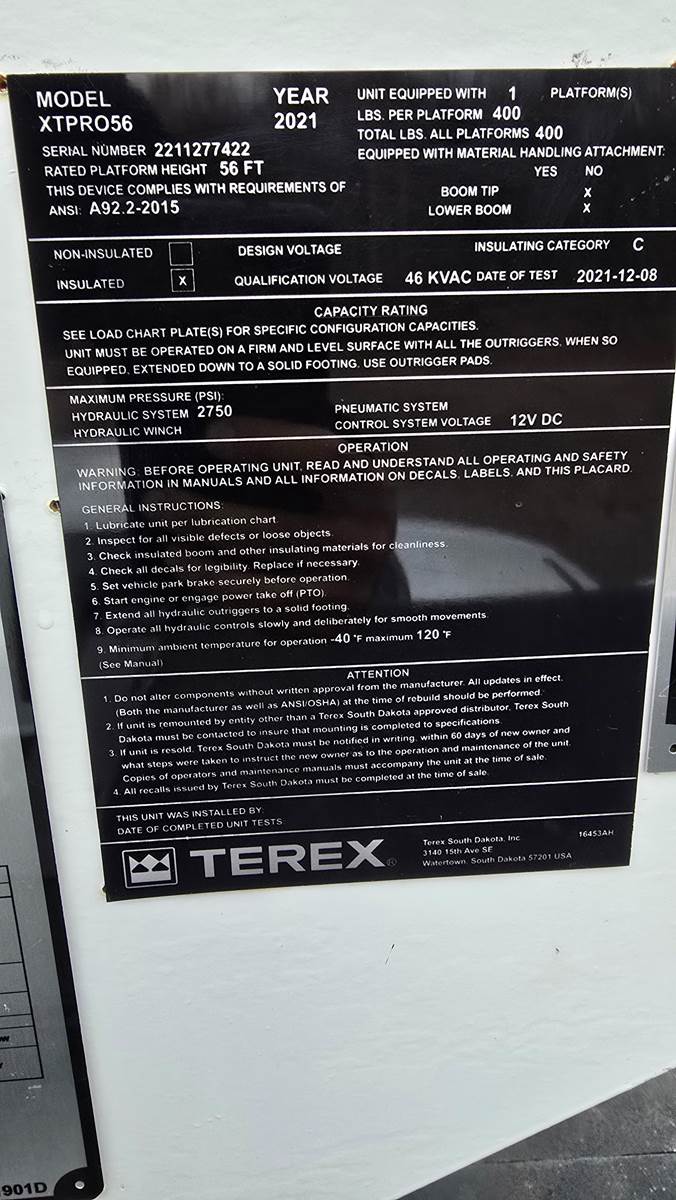 MODEL YEAR
XTPRO56 2021
SERIAL NUMBER 2211277422
RATED PLATFORM HEIGHT 56 FT
THIS DEVICE COMPLIES WITH REQUIREMENTS OF
ANSI: A92.2-2015
UNIT EQUIPPED WITH 1 PLATFORM(S)
LBS. PER PLATFORM 400
TOTAL LBS. ALL PLATFORMS 400
EQUIPPED WITH MATERIAL HANDLING ATTACHMENT:
YES NO
BOOM TIP X
LOWER BOOM X
NON-INSULATED DESIGN VOLTAGE INSULATING CATEGORY C
INSULATED X QUALIFICATION VOLTAGE 46 KVAC DATE OF TEST 2021-12-08
CAPACITY RATING
SEE LOAD CHART PLATE(S) FOR SPECIFIC CONFIGURATION CAPACITIES.
UNIT MUST BE OPERATED ON A FIRM AND LEVEL SURFACE WITH ALL THE OUTRIGGERS, WHEN SO
EQUIPPED, EXTENDED DOWN TO A SOLID FOOTING. USE OUTRIGGER PADS.
MAXIMUM PRESSURE (PSI):
HYDRAULIC SYSTEM 2750 PNEUMATIC SYSTEM
HYDRAULIC WINCH CONTROL SYSTEM VOLTAGE 12V DC
OPERATION
WARNING: BEFORE OPERATING UNIT, READ AND UNDERSTAND ALL OPERATING AND SAFETY
INFORMATION IN MANUALS AND ALL INFORMATION ON DECALS, LABELS, AND THIS PLACARD.
GENERAL INSTRUCTIONS:
1. Lubricate unit per lubrication chart.
2. Inspect for all visible defects or loose objects.
3. Check insulated boom and other insulating materials for cleanliness.
4. Check all decals for legibility. Replace if necessary.
5. Set vehicle park brake securely before operation.
6. Start engine or engage power take off (PTO).
7. Extend all hydraulic outriggers to a solid footing.
8. Operate all hydraulic controls slowly and deliberately for smooth movements.
9. Minimum ambient temperature for operation -40 °F maximum 120 °F
(See Manual)
ATTENTION
1. Do not alter components without written approval from the manufacturer. All updates in effect.
(Both the manufacturer as well as ANSI/OSHA) at the time of rebuild should be performed.
2. If unit is remounted by entity other than a Terex South Dakota approved distributor, Terex South
Dakota must be contacted to insure that mounting is completed to specifications.
3. If unit is resold, Terex South Dakota must be notified in writing, within 60 days of new owner and
what steps were taken to instruct the new owner as to the operation and maintenance of the unit.
Copies of operators and maintenance manuals must accompany the unit at the time of sale.
4. All recalls issued by Terex South Dakota must be completed at the time of sale.
THIS UNIT WAS INSTALLED BY:
DATE OF COMPLETED UNIT TESTS
TEREX®
Terex South Dakota, Inc.
3140 15th Ave SE
Watertown, South Dakota 57201 USA
16453AH
901D